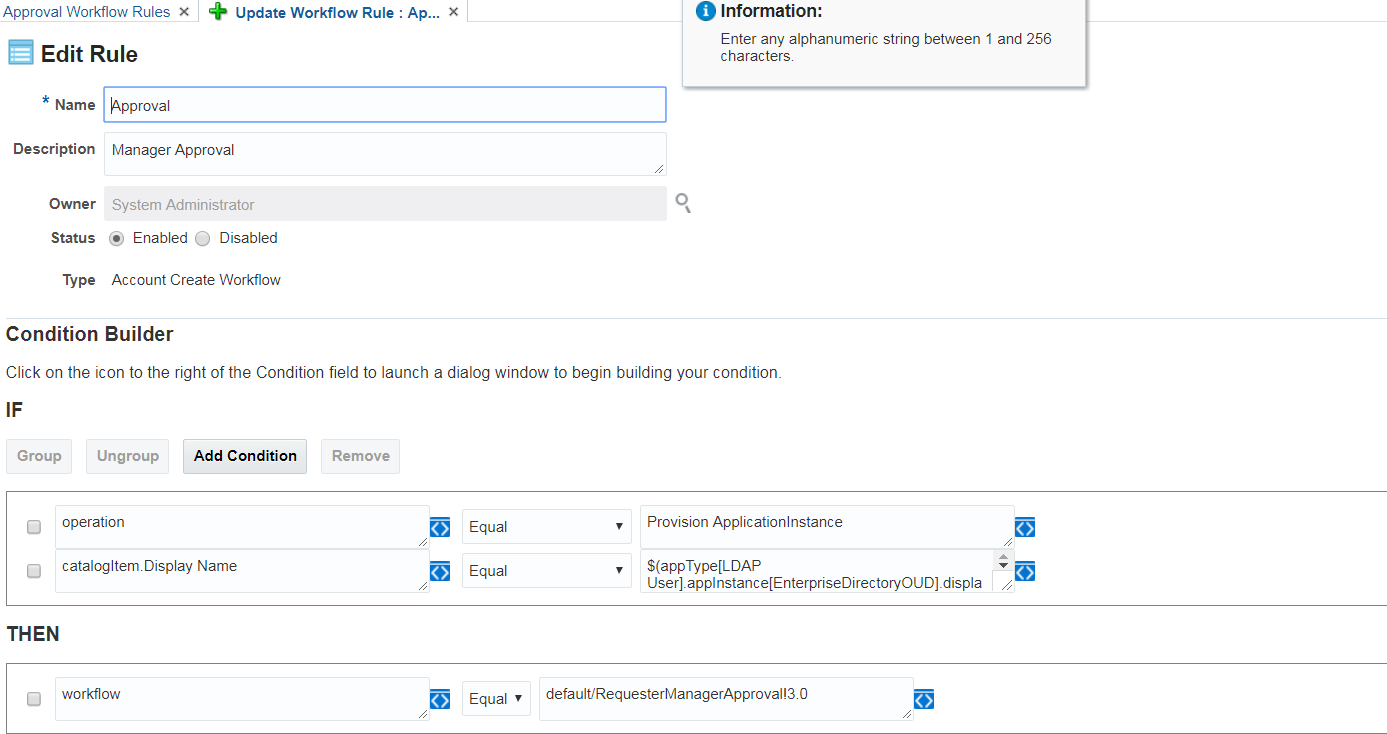 Approval Workflow Rules ×
Update Workflow Rule : Ap... ×
Information:
Enter any alphanumeric string between 1 and 256
characters.
Edit Rule
* Name Approval
Description Manager Approval
Owner System Administrator
Status Enabled Disabled
Type Account Create Workflow
Condition Builder
Click on the icon to the right of the Condition field to launch a dialog window to begin building your condition.
IF
Group Ungroup Add Condition Remove
operation Equal Provision ApplicationInstance
catalogItem.Display Name Equal $(appType[LDAP
User].appInstance[EnterpriseDirectoryOUD].displa
THEN
workflow Equal default/RequesterManagerApproval!3.0